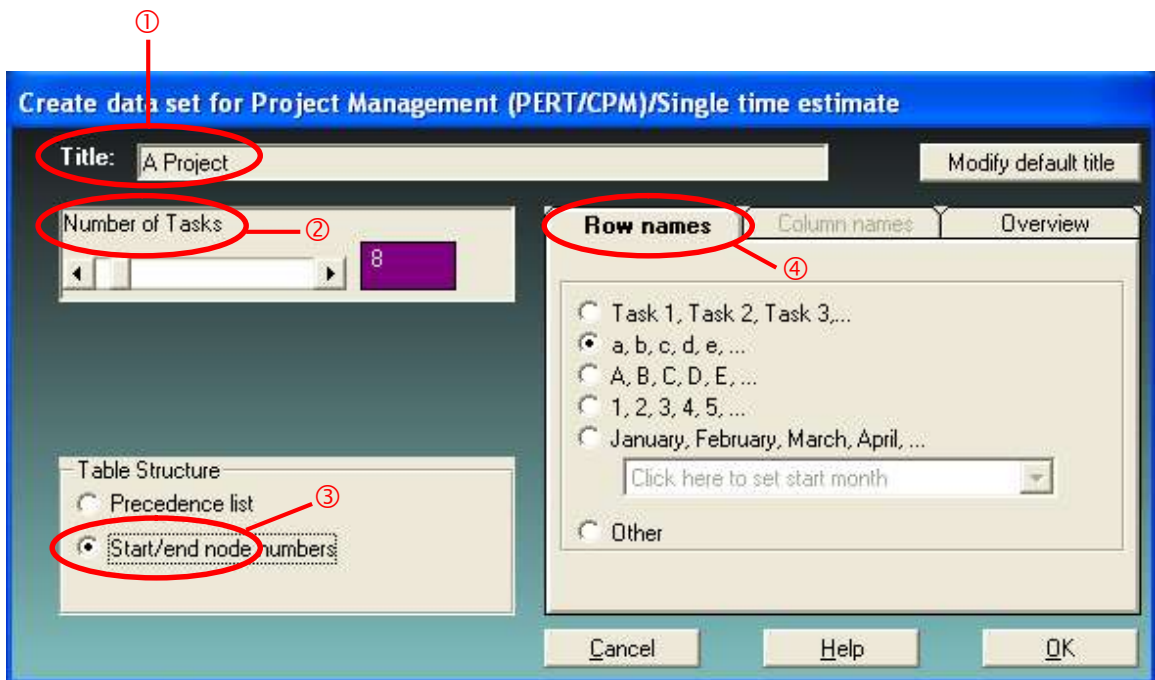 ①
Create data set for Project Management (PERT/CPM)/Single time estimate
Title: A Project
Modify default title
Number of Tasks
②
8
Row names
Column names
Overview
④
Task 1, Task 2, Task 3,...
a, b, c, d, e, ...
A, B, C, D, E, ...
1, 2, 3, 4, 5, ...
January, February, March, April, ...
Click here to set start month
Other
Table Structure
Precedence list
③
Start/end node numbers
Cancel
Help
OK